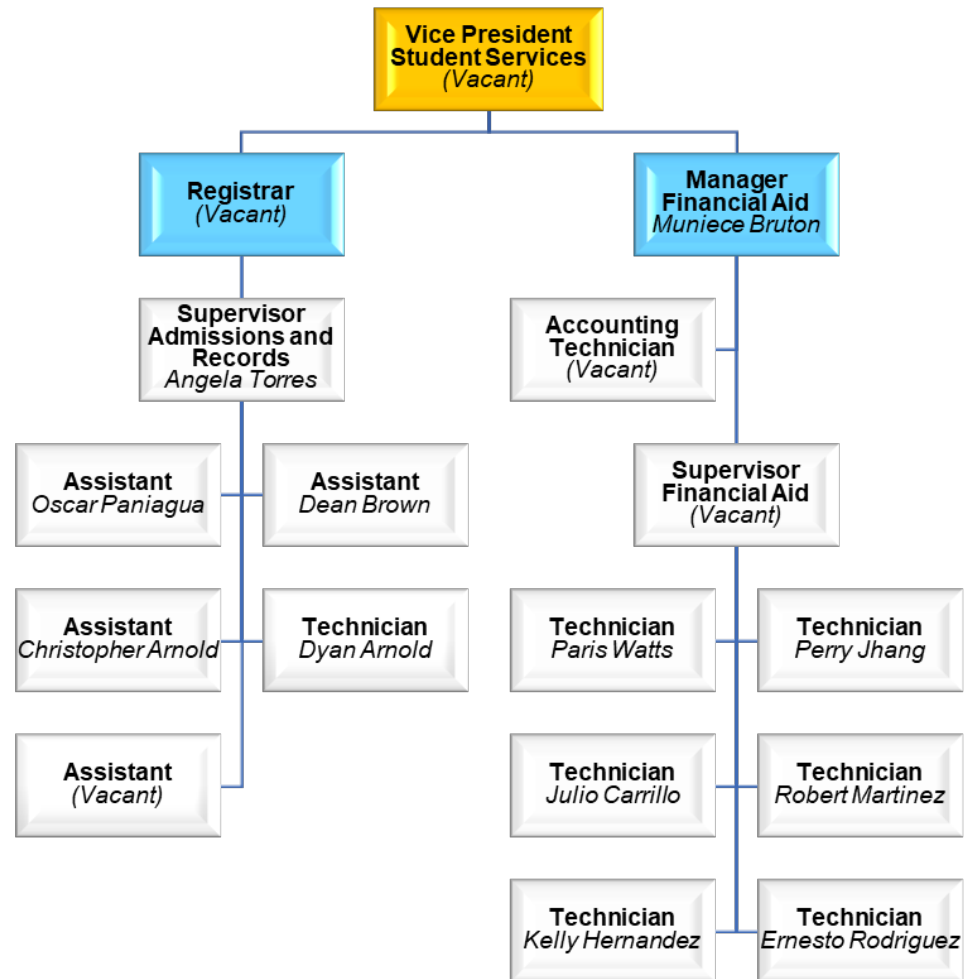 Vice President
Student Services
(Vacant)
Registrar
(Vacant)
Manager
Financial Aid
Muniece Bruton
Supervisor
Admissions and
Records
Angela Torres
Accounting
Technician
(Vacant)
Assistant
Oscar Paniagua
Assistant
Dean Brown
Supervisor
Financial Aid
(Vacant)
Assistant
Christopher Arnold
Technician
Dyan Arnold
Technician
Paris Watts
Technician
Perry Jhang
Assistant
(Vacant)
Technician
Julio Carrillo
Technician
Robert Martinez
Technician
Kelly Hernandez
Technician
Ernesto Rodriguez